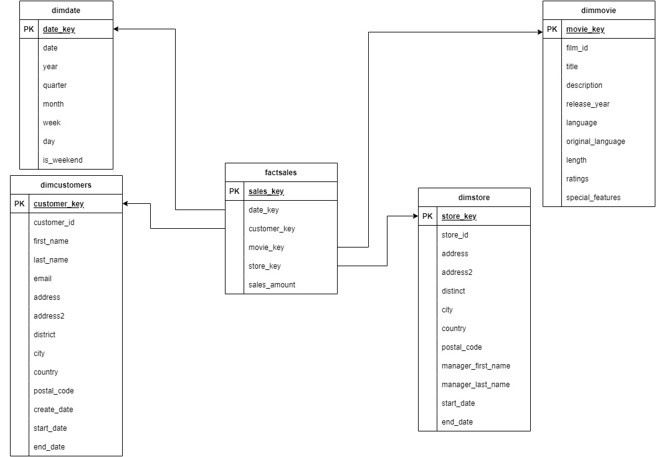 dimdate
PK date_key
date
year
quarter
month
week
day
is_weekend
dimcustomers
PK customer_key
customer_id
first_name
last_name
email
address
address2
district
city
country
postal_code
create_date
start_date
end_date
factsales
PK sales_key
date_key
customer_key
movie_key
store_key
sales_amount
dimstore
PK store_key
store_id
address
address2
distinct
city
country
postal_code
manager_first_name
manager_last_name
start_date
end_date
dimmovie
PK movie_key
film_id
title
description
release_year
language
original_language
length
ratings
special_features